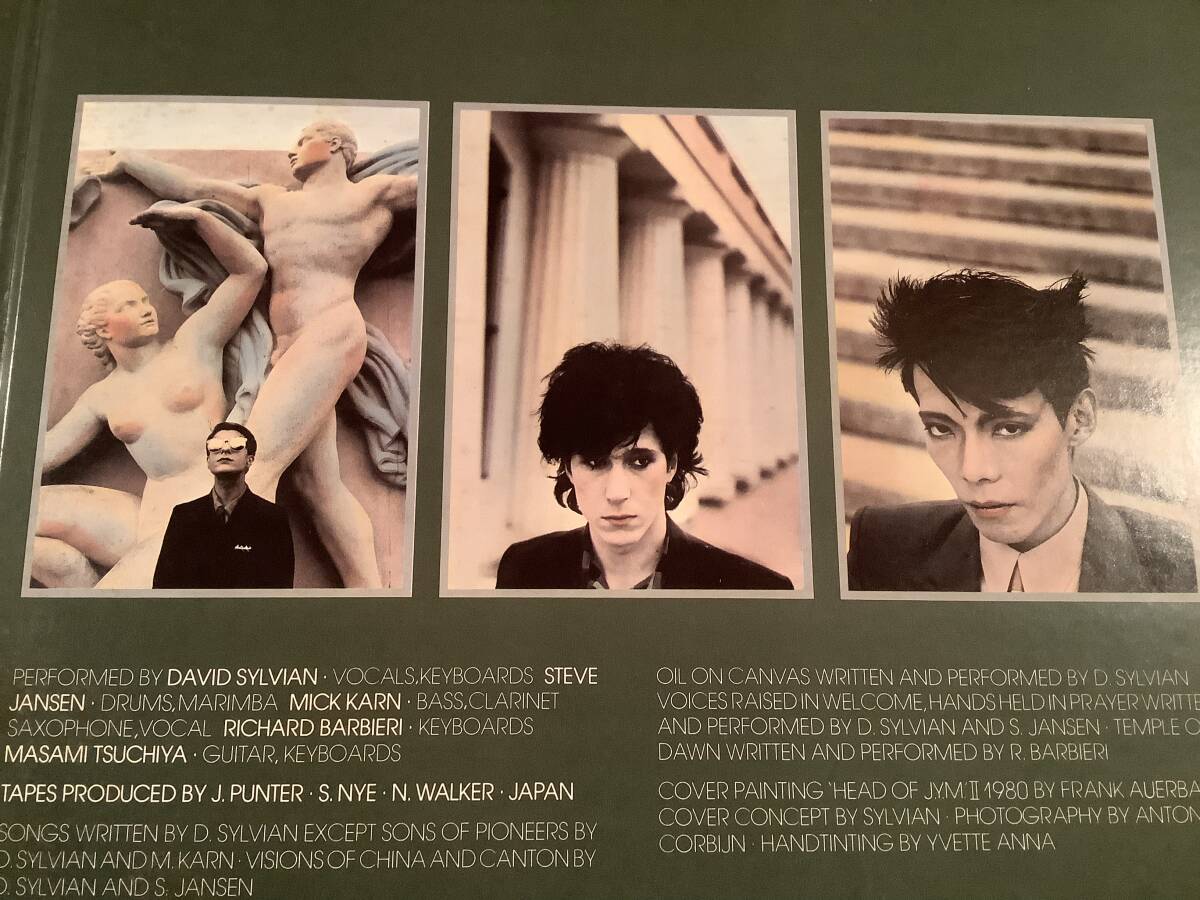 PERFORMED BY DAVID SYLVIAN · VOCALS, KEYBOARDS STEVE
JANSEN · DRUMS, MARIMBA MICK KARN · BASS, CLARINET
SAXOPHONE, VOCAL RICHARD BARBIERI · KEYBOARDS
MASAMI TSUCHIYA · GUITAR, KEYBOARDS
TAPES PRODUCED BY J. PUNTER · S. NYE · N. WALKER · JAPAN
SONGS WRITTEN BY D. SYLVIAN EXCEPT SONS OF PIONEERS BY
D. SYLVIAN AND M. KARN · VISIONS OF CHINA AND CANTON BY
D. SYLVIAN AND S. JANSEN
OIL ON CANVAS WRITTEN AND PERFORMED BY D. SYLVIAN
VOICES RAISED IN WELCOME, HANDS HELD IN PRAYER WRITTE
AND PERFORMED BY D. SYLVIAN AND S. JANSEN · TEMPLE O
DAWN WRITTEN AND PERFORMED BY R. BARBIERI
COVER PAINTING 'HEAD OF J.Y.M' II 1980 BY FRANK AUERBA
COVER CONCEPT BY SYLVIAN · PHOTOGRAPHY BY ANTON
CORBIJN · HANDTINTING BY YVETTE ANNA